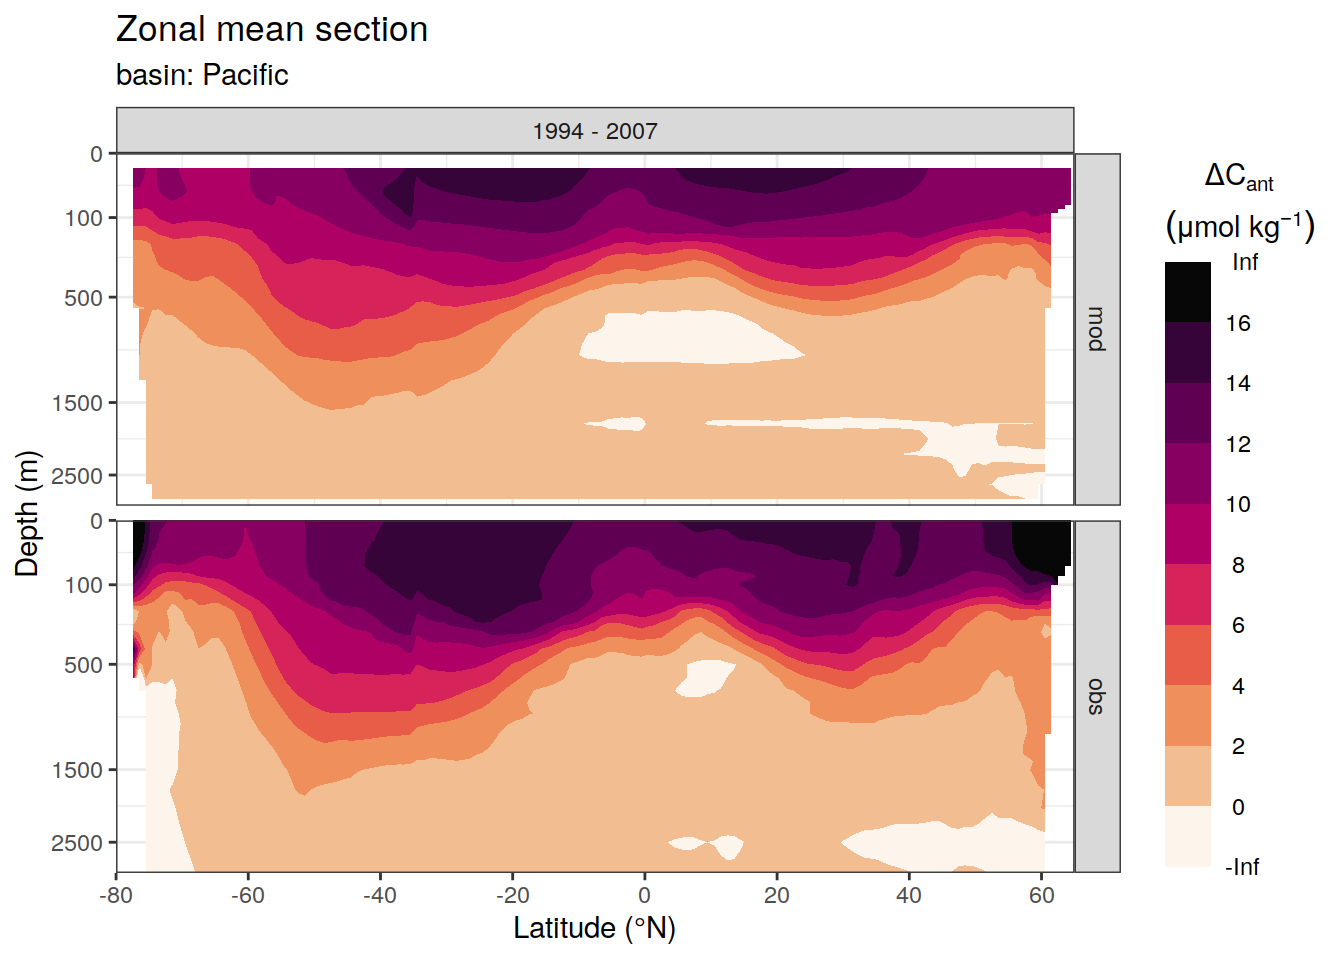 Zonal mean section
basin: Pacific
1994 - 2007
0
100
500
1500
2500
mod
0
100
500
1500
2500
obs
-80
-60
-40
-20
0
20
40
60
Latitude (°N)
Depth (m)
ΔCant
(μmol kg⁻¹)
Inf
16
14
12
10
8
6
4
2
0
-Inf